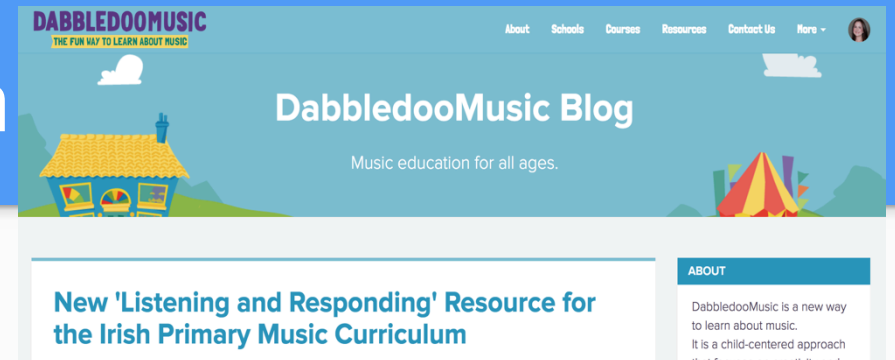 DABBLEDOOMUSIC
THE FUN WAY TO LEARN ABOUT MUSIC
About Schools Courses Resources Contact Us More
DabbledooMusic Blog
Music education for all ages.
New 'Listening and Responding' Resource for
the Irish Primary Music Curriculum
ABOUT
DabbledooMusic is a new way
to learn about music.
It is a child-centered approach